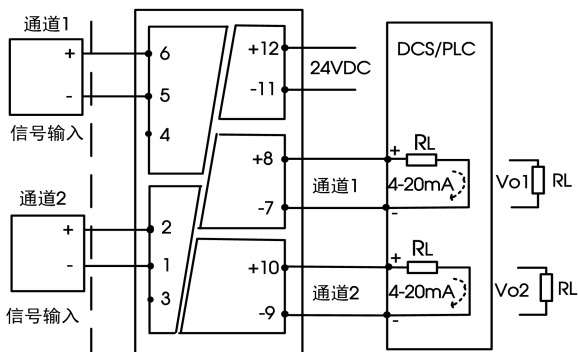 通道1
+
-
信号输入
6
5
4
+12
-11
24VDC
DCS/PLC
+8
-7
通道1
+
RL
4-20mA
-
Vo1
RL
通道2
+
-
信号输入
2
1
3
+10
-9
通道2
+
RL
4-20mA
-
Vo2
RL